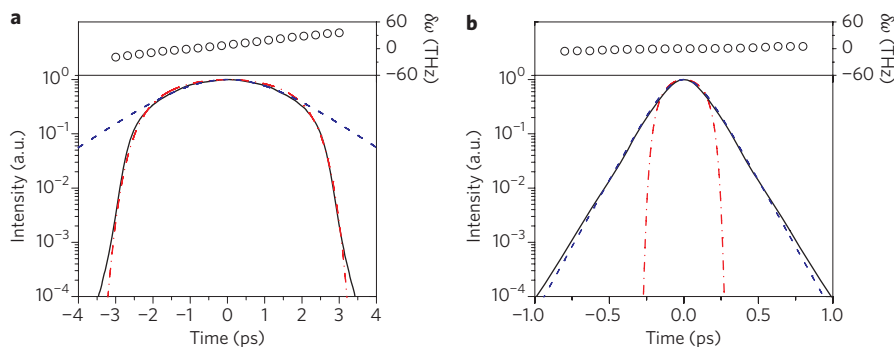 a
60
0
−60
δω (THz)
10⁰
10⁻¹
10⁻²
10⁻³
10⁻⁴
Intensity (a.u.)
−4 −3 −2 −1 0 1 2 3 4
Time (ps)
b
60
0
−60
δω (THz)
10⁰
10⁻¹
10⁻²
10⁻³
10⁻⁴
Intensity (a.u.)
−1.0 −0.5 0.0 0.5 1.0
Time (ps)